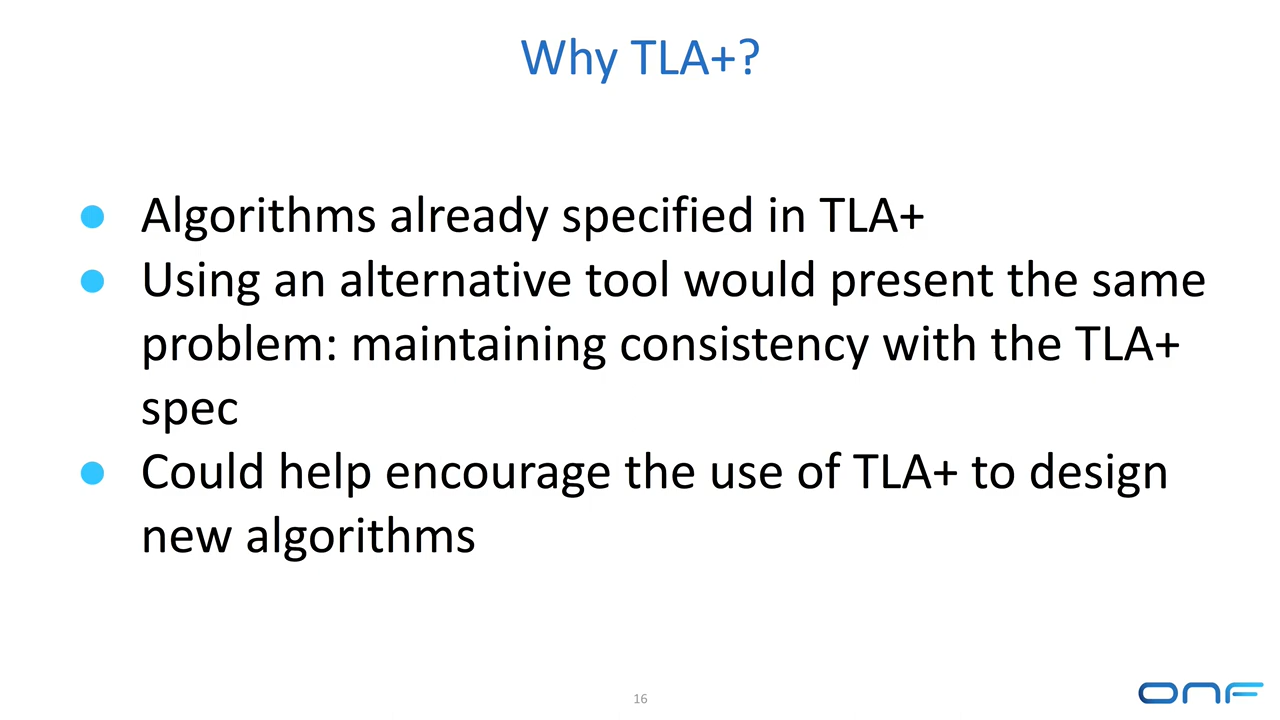 Why TLA+?
● Algorithms already specified in TLA+
● Using an alternative tool would present the same
problem: maintaining consistency with the TLA+
spec
● Could help encourage the use of TLA+ to design
new algorithms
16
ONF